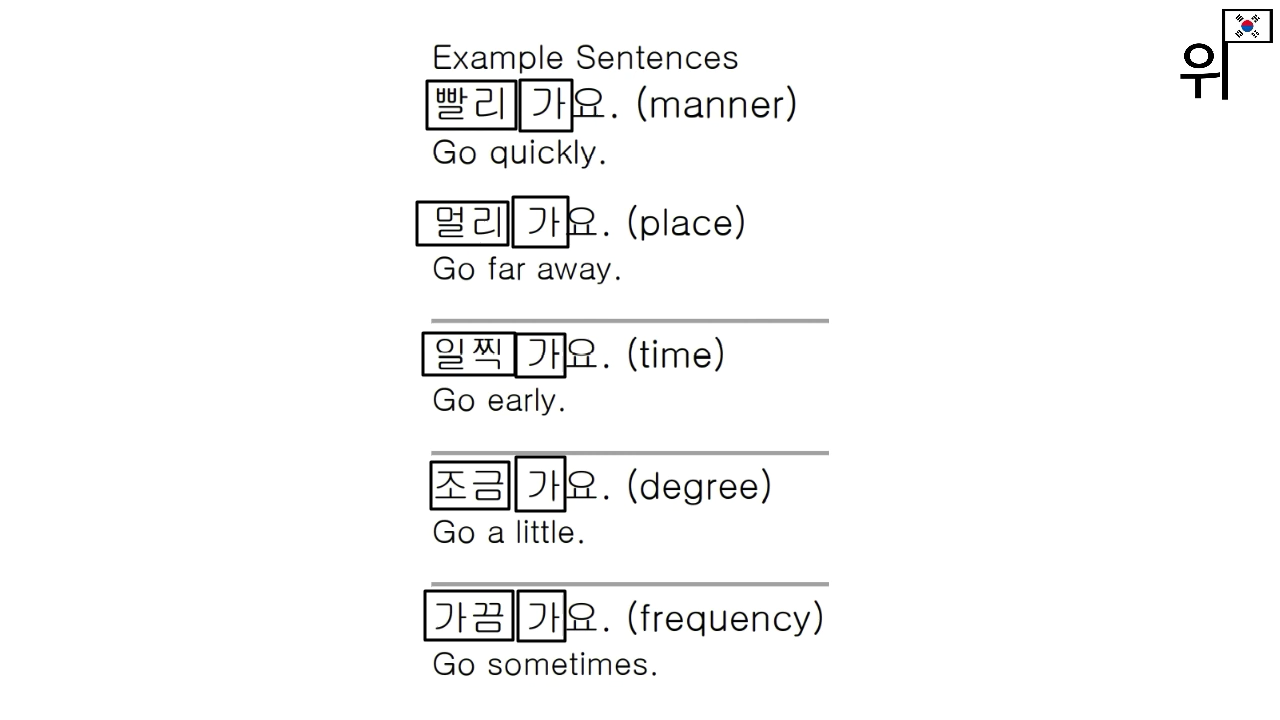 위
Example Sentences
빨리 가요. (manner)
Go quickly.
멀리 가요. (place)
Go far away.
일찍 가요. (time)
Go early.
조금 가요. (degree)
Go a little.
가끔 가요. (frequency)
Go sometimes.